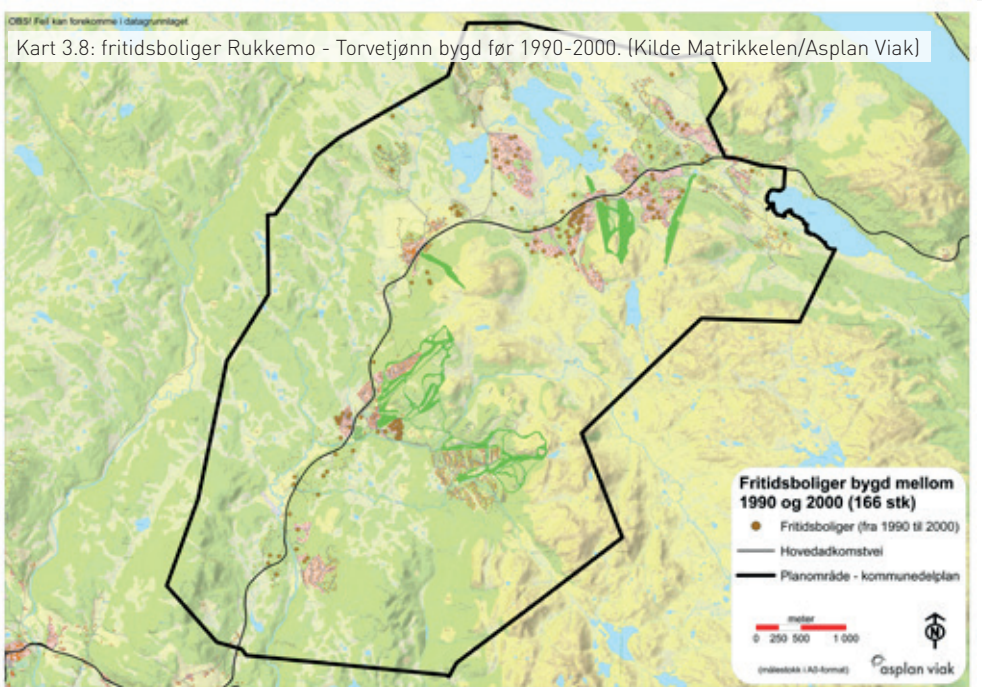 OBS! Feil kan forekomme i datagrunnlaget
Kart 3.8: fritidsboliger Rukkemo - Torvetjønn bygd før 1990-2000. (Kilde Matrikkelen/Asplan Viak)
Fritidsboliger bygd mellom
1990 og 2000 (166 stk)
Fritidsboliger (fra 1990 til 2000)
Hovedadkomstvei
Planområde - kommunedelplan
meter
0 250 500 1 000
(målestokk i A0-format)
N
asplan viak